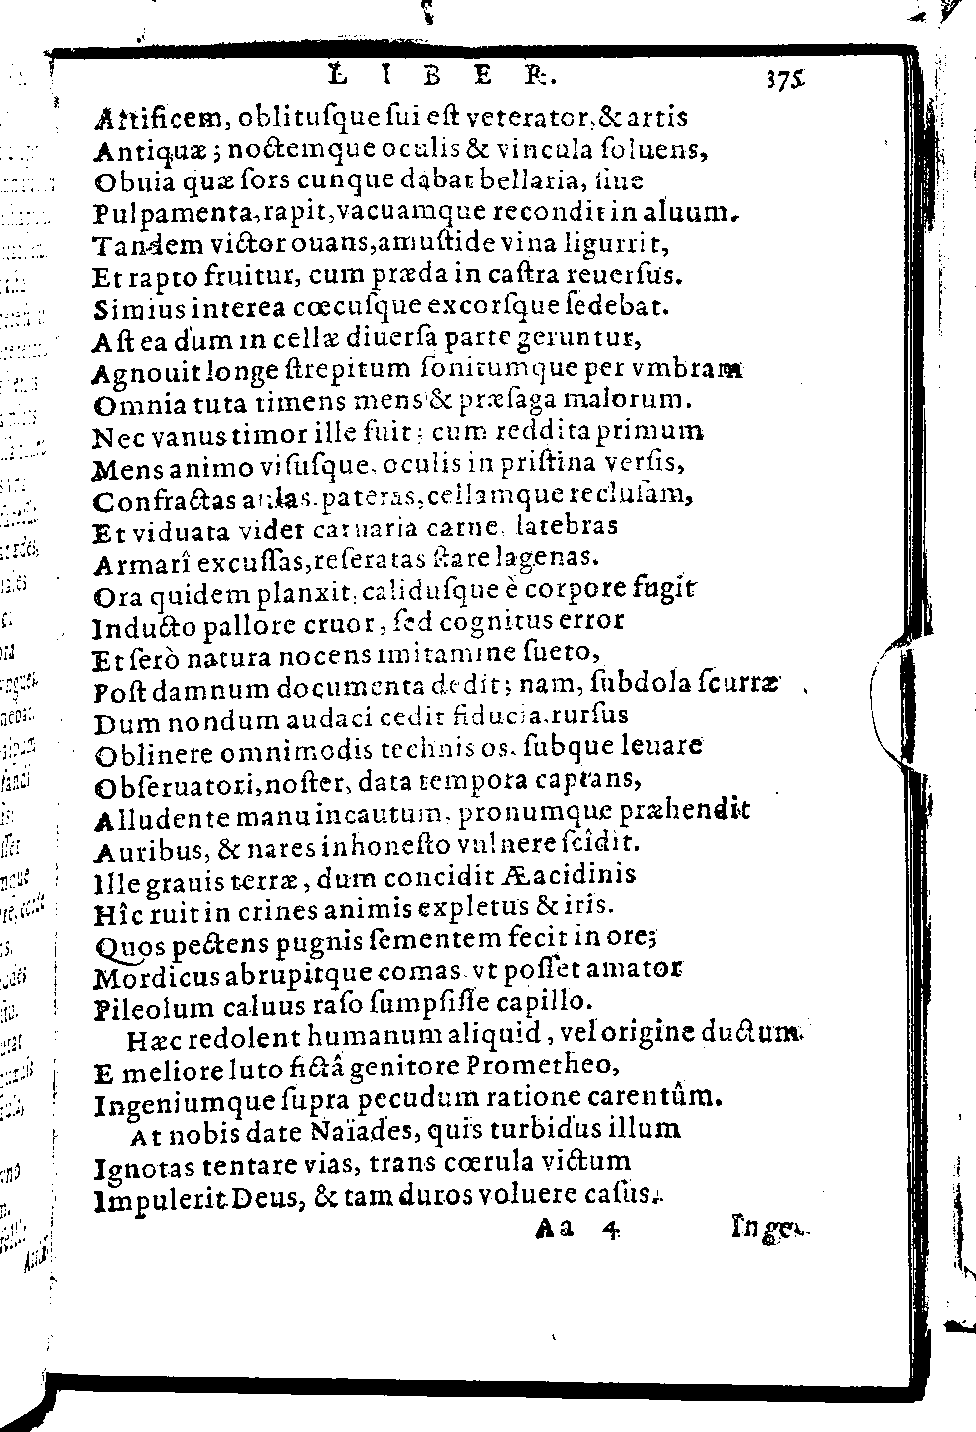 LIBER. 375
Artificem, oblituſque ſui eſt veterator, & artis
Antiquæ; noctemque oculis & vincula ſoluens,
Obuia quæ ſors cunque dabat bellaria, ſiue
Pulpamenta, rapit, vacuamque recondit in aluum.
Tandem victor ouans, amuſtide vina ligurrit,
Et rapto fruitur, cum præda in caſtra reuerſus.
Simius interea cœcuſque excorſque ſedebat.
Aſt ea dum in cellæ diuerſa parte geruntur,
Agnouit longe ſtrepitum ſonitumque per vmbram
Omnia tuta timens mens & præſaga malorum.
Nec vanus timor ille fuit; cum reddita primum
Mens animo viſuſque, oculis in priſtina verſis,
Confractas aulas, pateras, cellamque recluſam,
Et viduata videt carnaria carne, latebras
Armarî excuſſas, reſeratas ſtare lagenas.
Ora quidem planxit, caliduſque è corpore fugit
Inducto pallore cruor, ſed cognitus error
Et ſerò natura nocens imitamine ſueto,
Poſt damnum documenta dedit; nam, ſubdola ſcurræ
Dum nondum audaci cedit fiducia, rurſus
Oblinere omnimodis technis os, ſubque leuare
Obſeruatori, noſter, data tempora captans,
Alludente manu incautum, pronumque præhendit
Auribus, & nares inhoneſto vulnere ſcîdit.
Ille grauis terræ, dum concidit Æacidinis
Hîc ruit in crines animis expletus & iris.
Quos pectens pugnis ſementem fecit in ore;
Mordicus abrupitque comas, vt poſſet amator
Pileolum caluus raſo ſumpſiſſe capillo.
Hæc redolent humanum aliquid, vel origine ductum
E meliore luto fictâ genitore Prometheo,
Ingeniumque ſupra pecudum ratione carentûm.
At nobis date Naïades, quis turbidus illum
Ignotas tentare vias, trans cœrula victum
Impulerit Deus, & tam duros voluere caſus.
Aa 4 Inge-